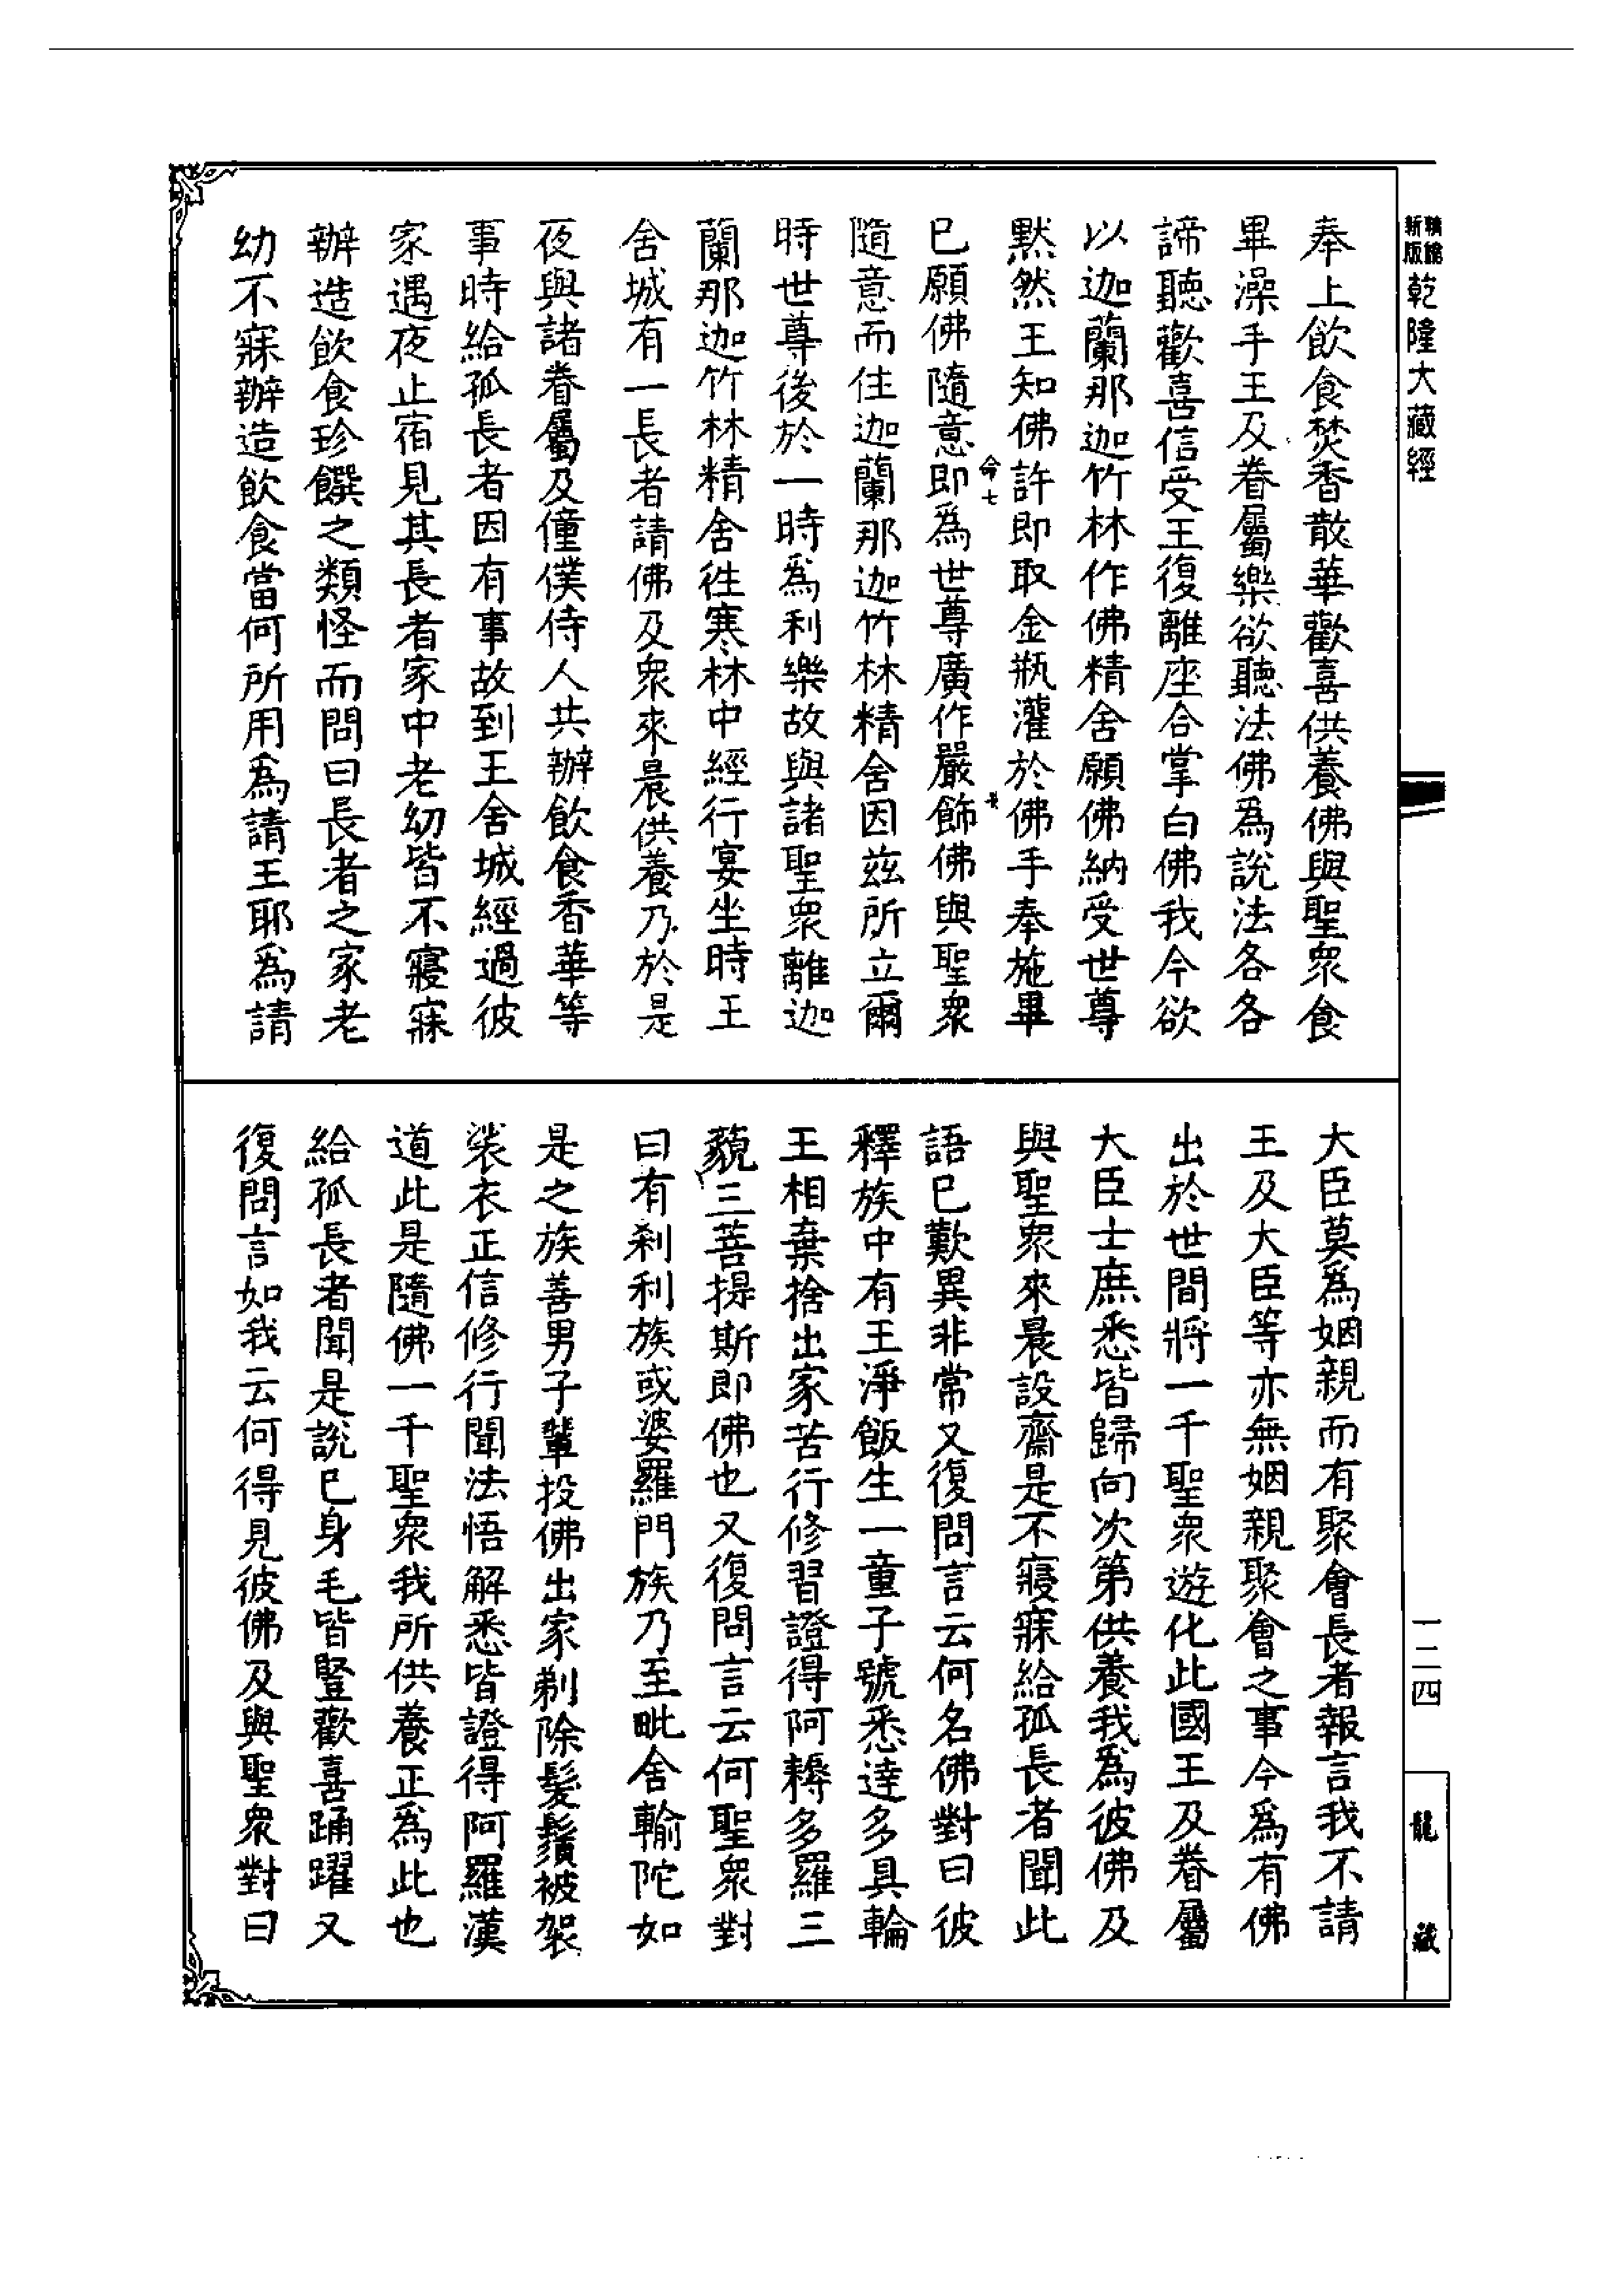 乾隆大藏經
奉上飲食焚香散華歡喜供養佛與聖眾食
畢澡手王及眷屬樂欲聽法佛為說法各各
諦聽歡喜信受王復離座合掌白佛我今欲
以迦蘭那迦竹林作佛精舍願佛納受世尊
默然王知佛許即取金瓶灌於佛手奉施畢
已願佛隨意即為世尊廣作嚴飾佛與聖眾
隨意而住迦蘭那迦竹林精舍因茲所立爾
時世尊後於一時為利樂故與諸聖眾離迦
蘭那迦竹林精舍往寒林中經行宴坐時王
舍城有一長者請佛及眾來晨供養乃於是
夜與諸眷屬及僮僕侍人共辦飲食香華等
事時給孤長者因有事故到王舍城經過彼
家遇夜止宿見其長者家中老幼皆不寢寐
辦造飲食珍饌之類怪而問曰長者之家老
幼不寐辦造飲食當何所用為請王耶為請
大臣莫為姻親而有聚會長者報言我不請
王及大臣等亦無姻親聚會之事今為有佛
出於世間將一千聖眾遊化此國王及眷屬
大臣士庶悉皆歸向次第供養我為彼佛及
與聖眾來晨設齋是不寢寐給孤長者聞此
語已歎異非常又復問言云何名佛對曰彼
釋族中有王淨飯生一童子號悉達多具輪
王相棄捨出家苦行修習證得阿耨多羅三
藐三菩提斯即佛也又復問言云何聖眾對
曰有剎利族或婆羅門族乃至毗舍輸陀如
是之族善男子輩投佛出家剃除髮鬚被袈
裟衣正信修行聞法悟解悉皆證得阿羅漢
道此是隨佛一千聖眾我所供養正為此也
給孤長者聞是說已身毛皆豎歡喜踊躍又
復問言如我云何得見彼佛及與聖眾對曰
一二四
龍藏